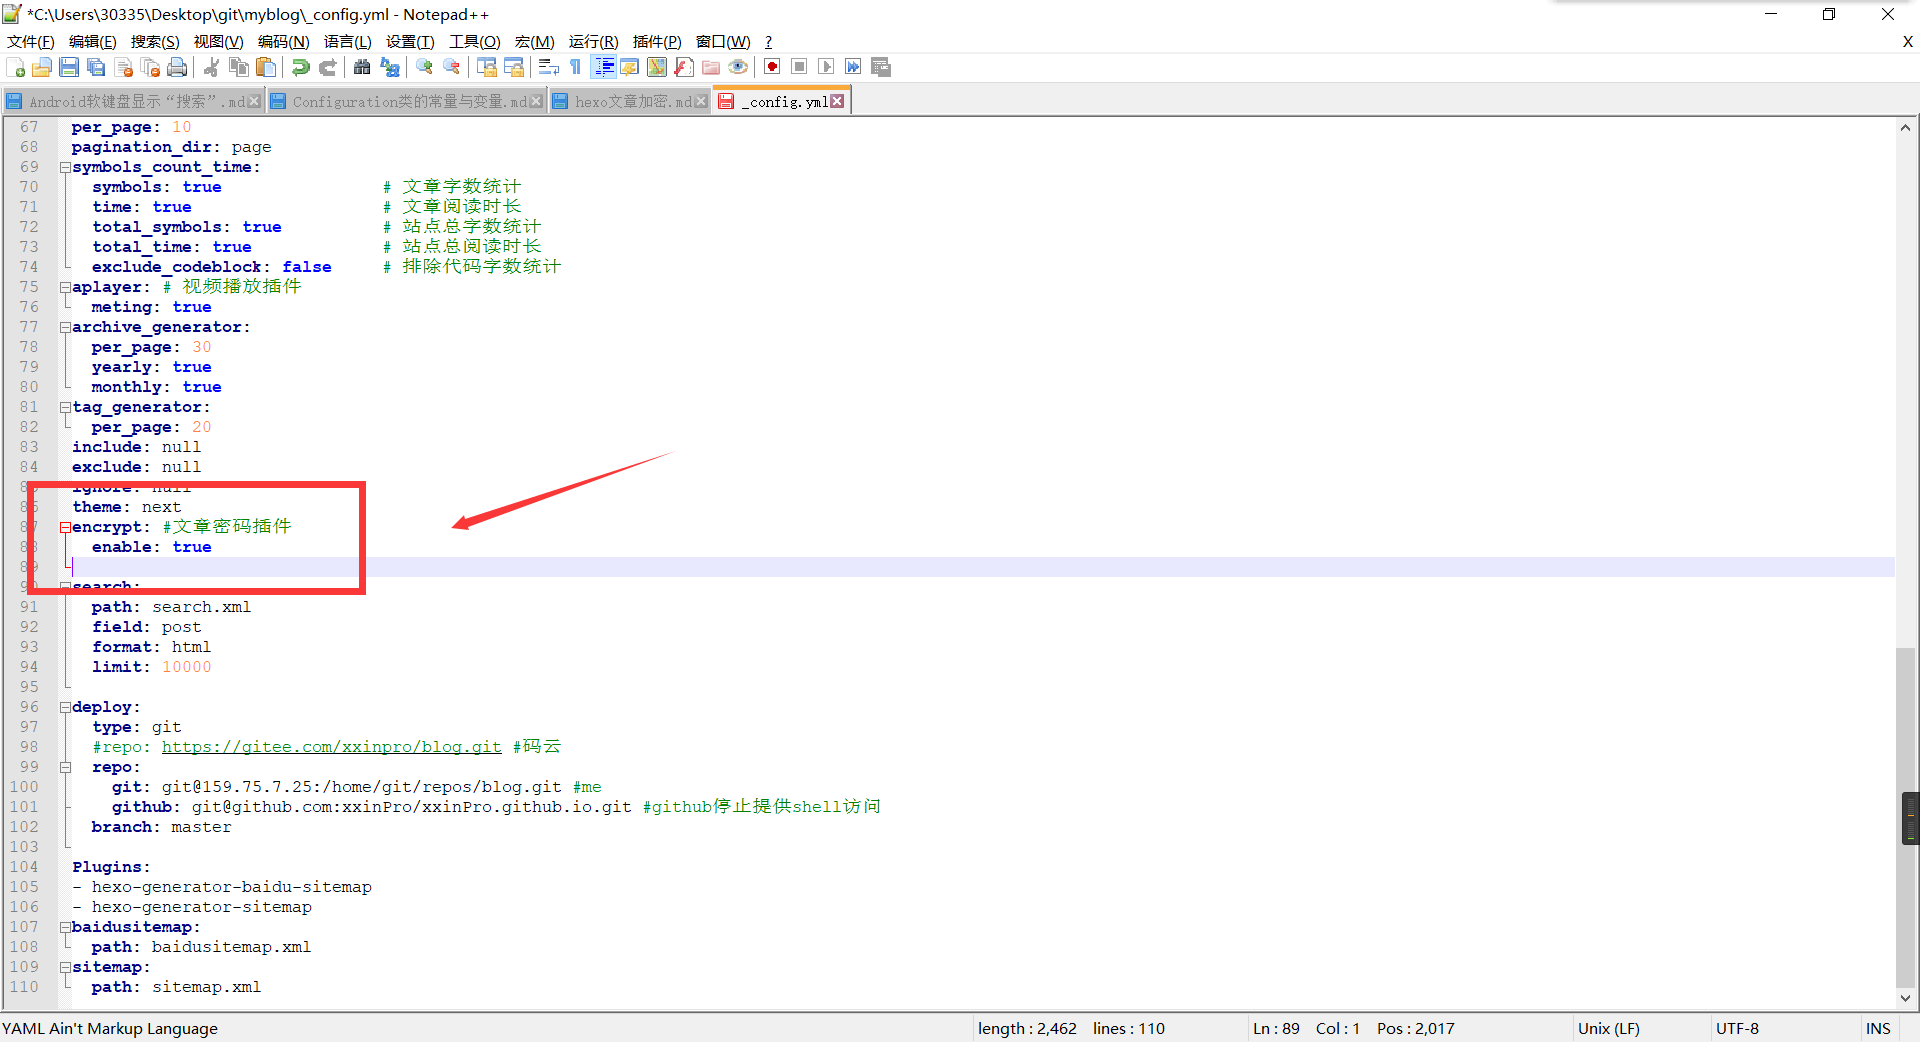 *C:\Users\30335\Desktop\git\myblog\_config.yml - Notepad++
文件(F) 编辑(E) 搜索(S) 视图(V) 编码(N) 语言(L) 设置(T) 工具(O) 宏(M) 运行(R) 插件(P) 窗口(W) ? X
Android软键盘显示“搜索”.md Configuration类的常量与变量.md hexo文章加密.md _config.yml
67 per_page: 10
68 pagination_dir: page
69 symbols_count_time:
70 symbols: true # 文章字数统计
71 time: true # 文章阅读时长
72 total_symbols: true # 站点总字数统计
73 total_time: true # 站点总阅读时长
74 exclude_codeblock: false # 排除代码字数统计
75 aplayer: # 视频播放插件
76 meting: true
77 archive_generator:
78 per_page: 30
79 yearly: true
80 monthly: true
81 tag_generator:
82 per_page: 20
83 include: null
84 exclude: null
85 ignore: null
86 theme: next
87 encrypt: #文章密码插件
88 enable: true
89
90 search:
91 path: search.xml
92 field: post
93 format: html
94 limit: 10000
95
96 deploy:
97 type: git
98 #repo: https://gitee.com/xxinpro/blog.git #码云
99 repo:
100 git: git@159.75.7.25:/home/git/repos/blog.git #me
101 github: git@github.com:xxinPro/xxinPro.github.io.git #github停止提供shell访问
102 branch: master
103
104 Plugins:
105 - hexo-generator-baidu-sitemap
106 - hexo-generator-sitemap
107 baidusitemap:
108 path: baidusitemap.xml
109 sitemap:
110 path: sitemap.xml
YAML Ain't Markup Language length : 2,462 lines : 110 Ln : 89 Col : 1 Pos : 2,017 Unix (LF) UTF-8 INS